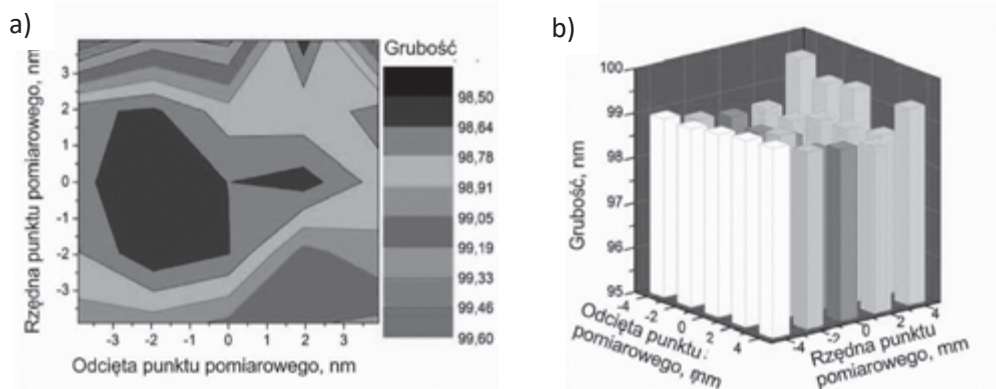 a)
Grubość
98,50
98,64
98,78
98,91
99,05
99,19
99,33
99,46
99,60
Rzędna punktu pomiarowego, nm
3
2
1
0
-1
-2
-3
-3 -2 -1 0 1 2 3
Odcięta punktu pomiarowego, nm
b)
Grubość, nm
100
99
98
97
96
95
-4 -2 0 2 4
Odcięta punktu
pomiarowego, nm
-4 -2 0 2 4
Rzędna punktu
pomiarowego, mm